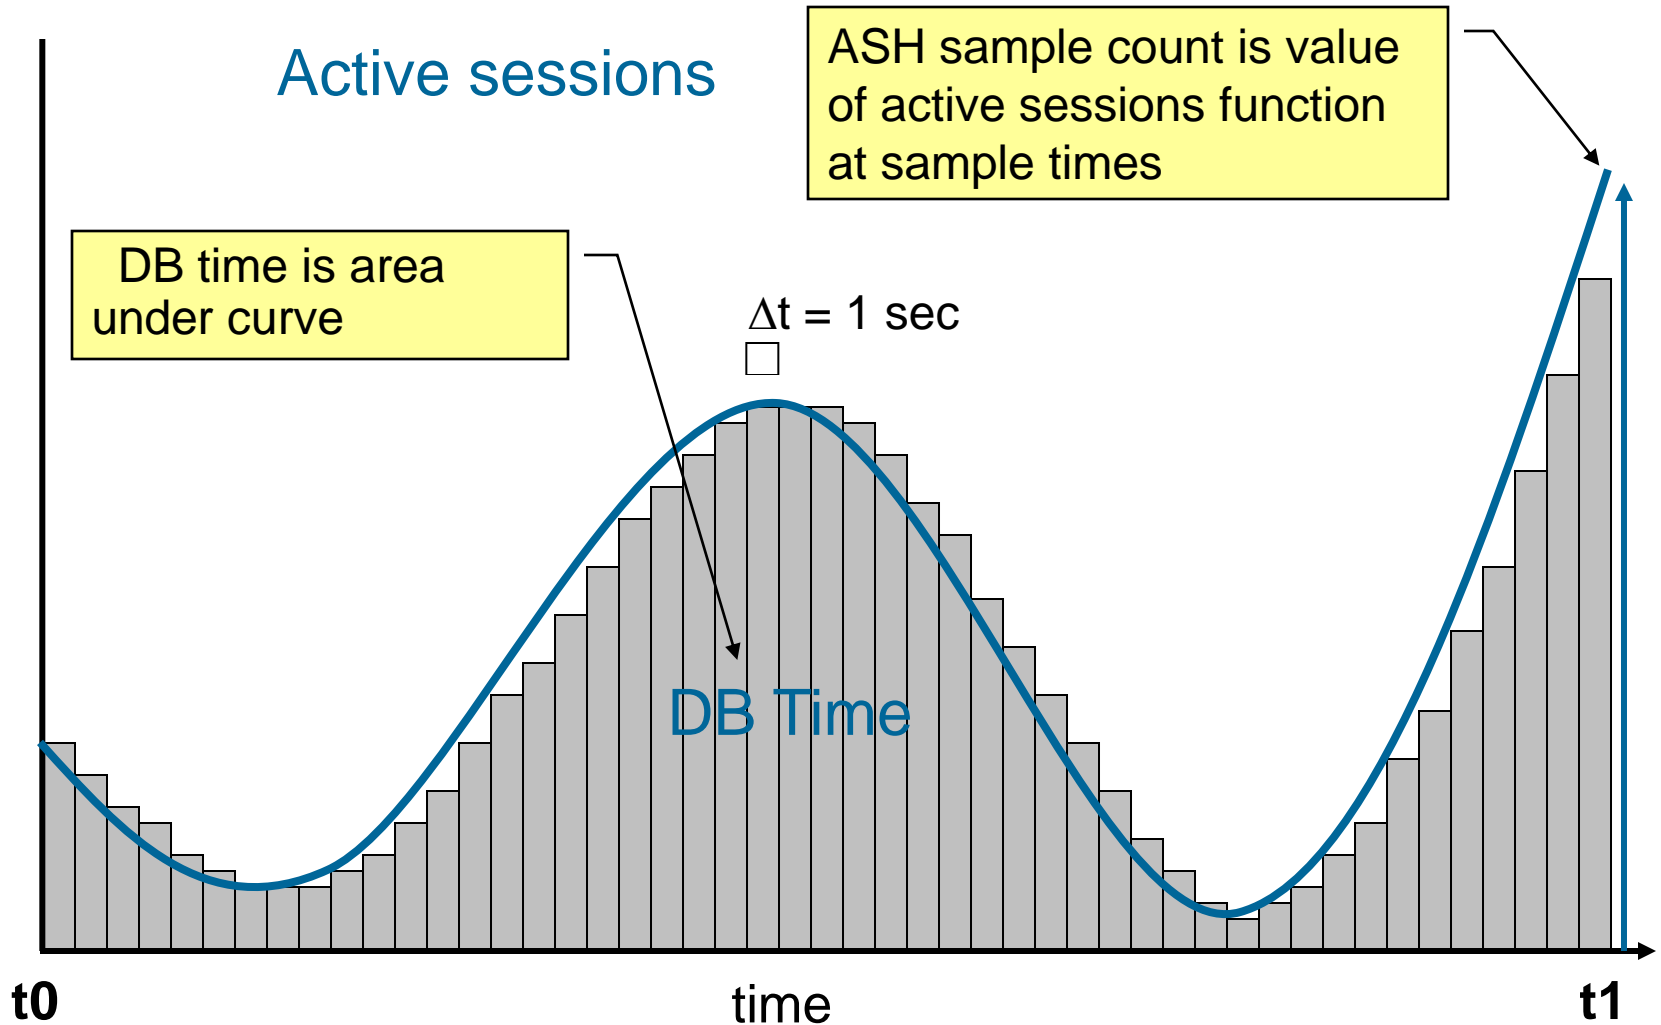 Active sessions
ASH sample count is value
of active sessions function
at sample times
DB time is area
under curve
Δt = 1 sec
DB Time
t0
time
t1